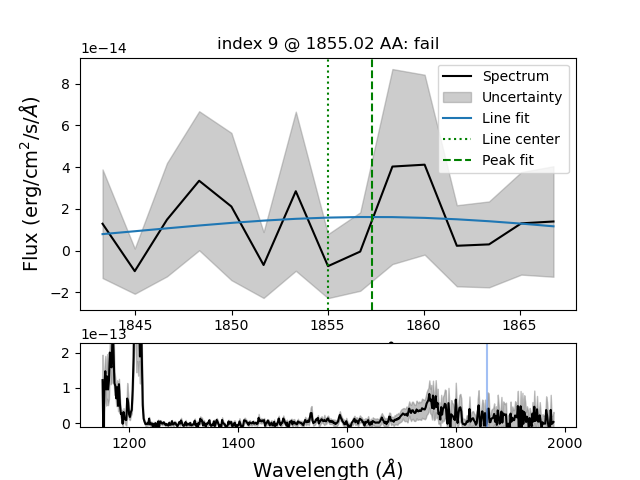 index 9 @ 1855.02 AA: fail
1e−14
Flux (erg/cm²/s/Å)
8
6
4
2
0
−2
Spectrum
Uncertainty
Line fit
Line center
Peak fit
1845 1850 1855 1860 1865
1e−13
2
1
0
1200 1400 1600 1800 2000
Wavelength (Å)